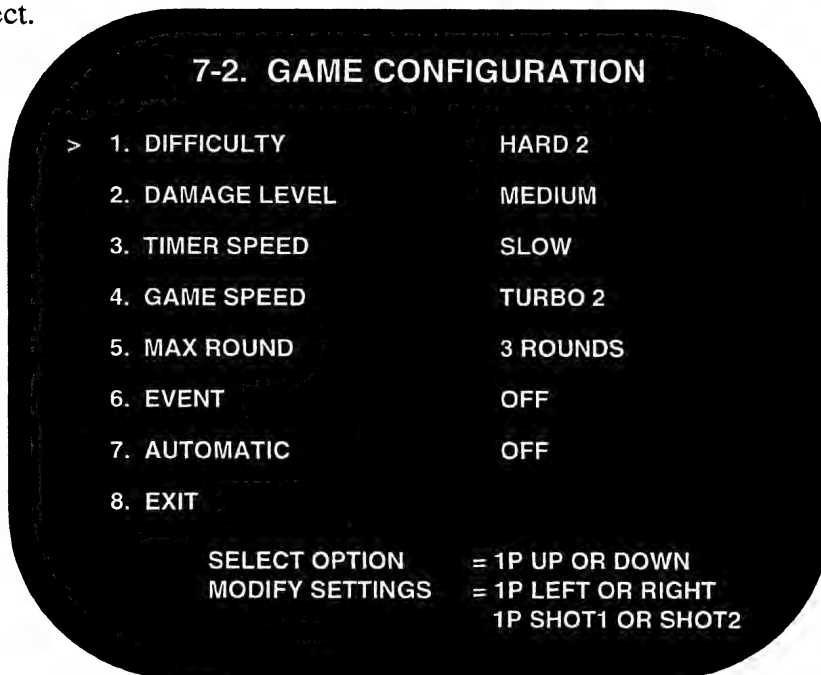 ect.
7-2. GAME CONFIGURATION
> 1. DIFFICULTY HARD 2
2. DAMAGE LEVEL MEDIUM
3. TIMER SPEED SLOW
4. GAME SPEED TURBO 2
5. MAX ROUND 3 ROUNDS
6. EVENT OFF
7. AUTOMATIC OFF
8. EXIT
SELECT OPTION = 1P UP OR DOWN
MODIFY SETTINGS = 1P LEFT OR RIGHT
1P SHOT1 OR SHOT2